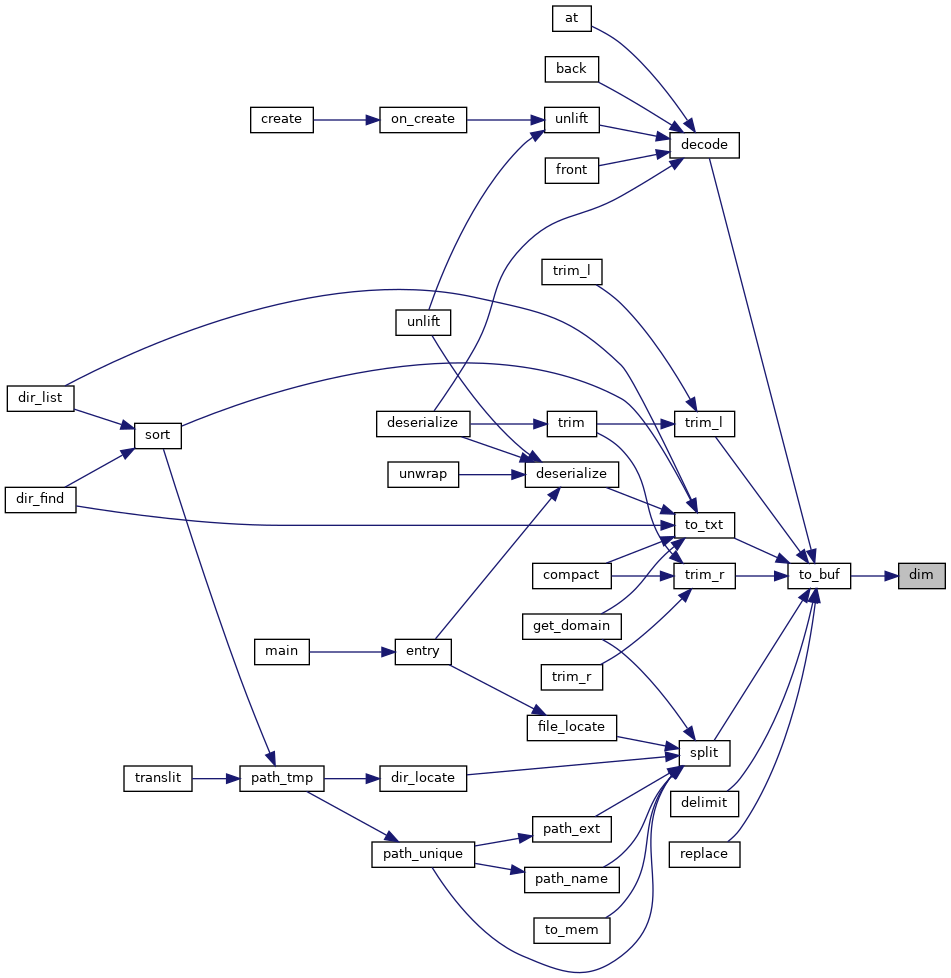 at
back
create
on_create
unlift
decode
front
trim_l
unlift
dir_list
deserialize
trim
trim_l
sort
unwrap
deserialize
dir_find
to_txt
compact
trim_r
to_buf
dim
get_domain
main
entry
trim_r
file_locate
split
translit
path_tmp
dir_locate
delimit
path_ext
path_unique
replace
path_name
to_mem